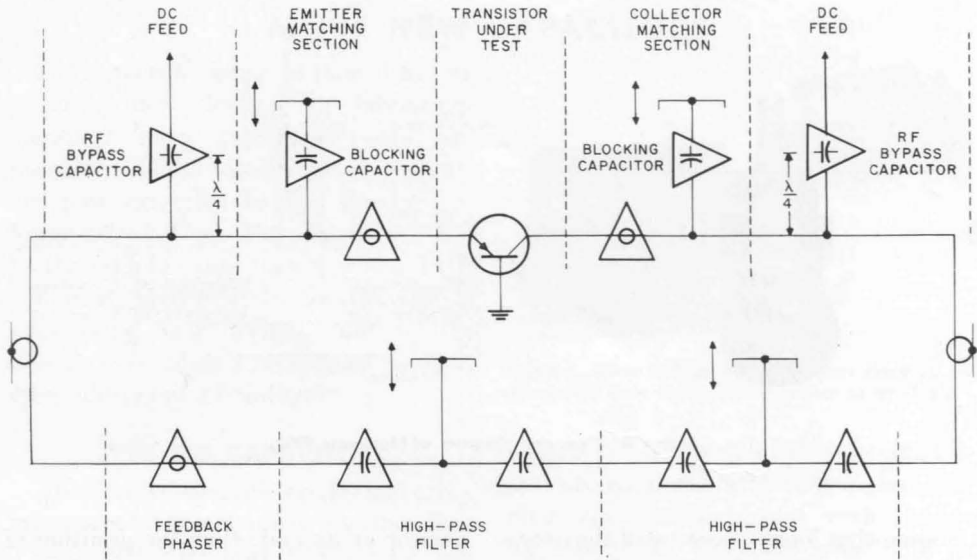 DC
FEED
EMITTER
MATCHING
SECTION
TRANSISTOR
UNDER
TEST
COLLECTOR
MATCHING
SECTION
DC
FEED
RF
BYPASS
CAPACITOR
λ/4
BLOCKING
CAPACITOR
BLOCKING
CAPACITOR
λ/4
RF
BYPASS
CAPACITOR
FEEDBACK
PHASER
HIGH-PASS
FILTER
HIGH-PASS
FILTER